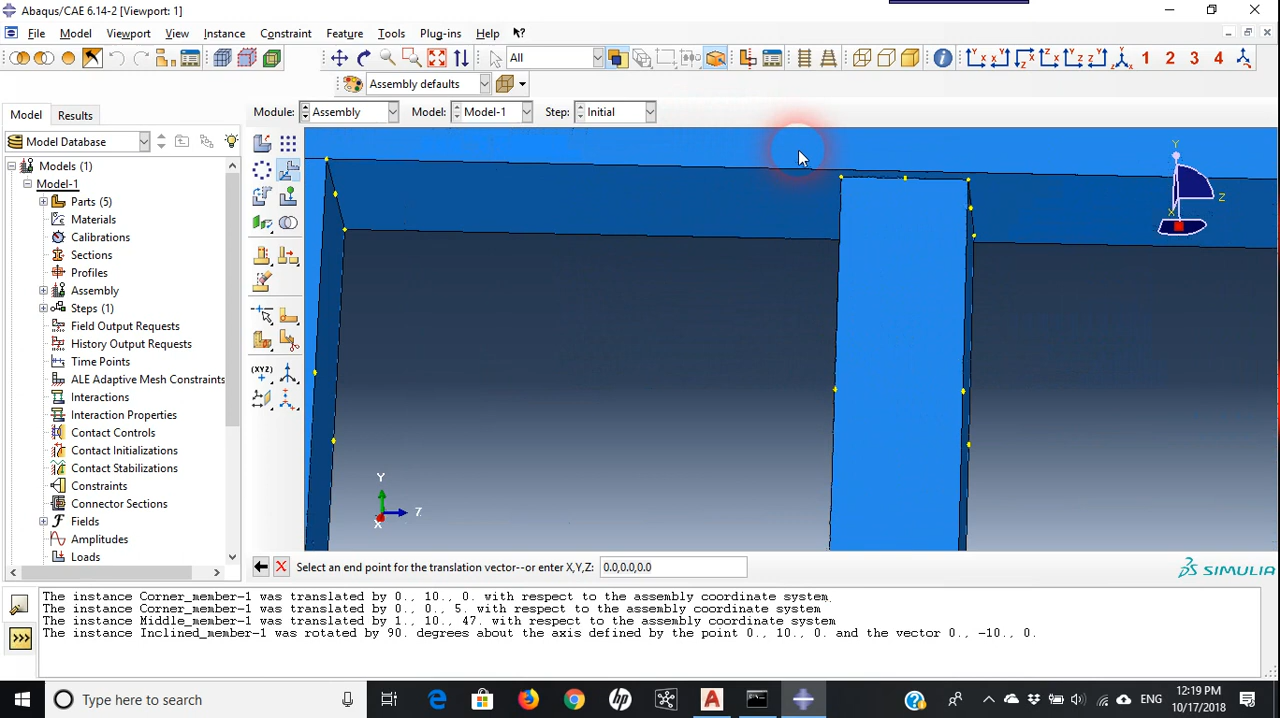 Abaqus/CAE 6.14-2 [Viewport: 1]
File Model Viewport View Instance Constraint Feature Tools Plug-ins Help
All
1 2 3 4
Assembly defaults
Model Results
Module: Assembly Model: Model-1 Step: Initial
Model Database
Models (1)
Model-1
Parts (5)
Materials
Calibrations
Sections
Profiles
Assembly
Steps (1)
Field Output Requests
History Output Requests
Time Points
ALE Adaptive Mesh Constraints
Interactions
Interaction Properties
Contact Controls
Contact Initializations
Contact Stabilizations
Constraints
Connector Sections
Fields
Amplitudes
Loads
(XYZ)
Y
Z
X
Y
Z
X
Select an end point for the translation vector--or enter X,Y,Z: 0.0,0.0,0.0
SIMULIA
The instance Corner_member-1 was translated by 0., 10., 0. with respect to the assembly coordinate system.
The instance Corner_member-1 was translated by 0., 0., 5. with respect to the assembly coordinate system
The instance Middle_member-1 was translated by 1., 10., 47. with respect to the assembly coordinate system
The instance Inclined_member-1 was rotated by 90. degrees about the axis defined by the point 0., 10., 0. and the vector 0., -10., 0.
>>>
Type here to search
ENG
12:19 PM
10/17/2018